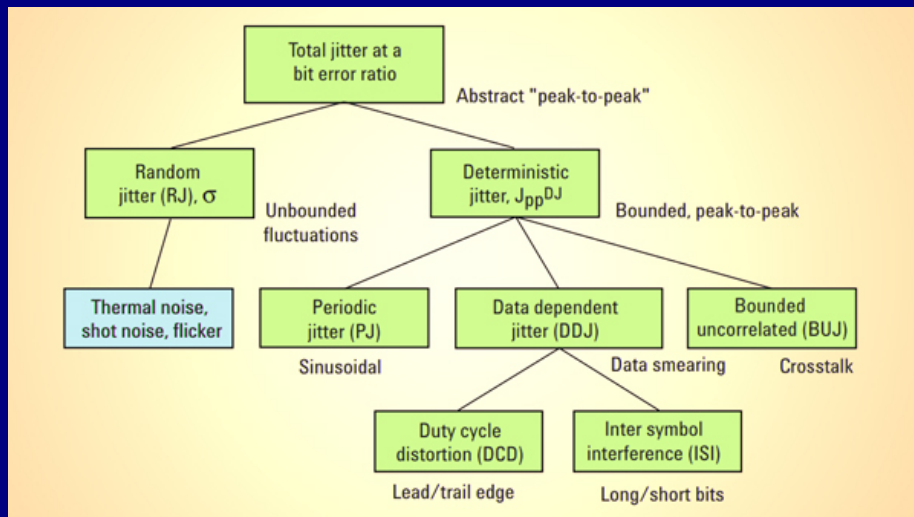 Total jitter at a
bit error ratio
Abstract "peak-to-peak"
Random
jitter (RJ), σ
Unbounded
fluctuations
Deterministic
jitter, JppDJ
Bounded, peak-to-peak
Thermal noise,
shot noise, flicker
Periodic
jitter (PJ)
Sinusoidal
Data dependent
jitter (DDJ)
Data smearing
Bounded
uncorrelated (BUJ)
Crosstalk
Duty cycle
distortion (DCD)
Lead/trail edge
Inter symbol
interference (ISI)
Long/short bits